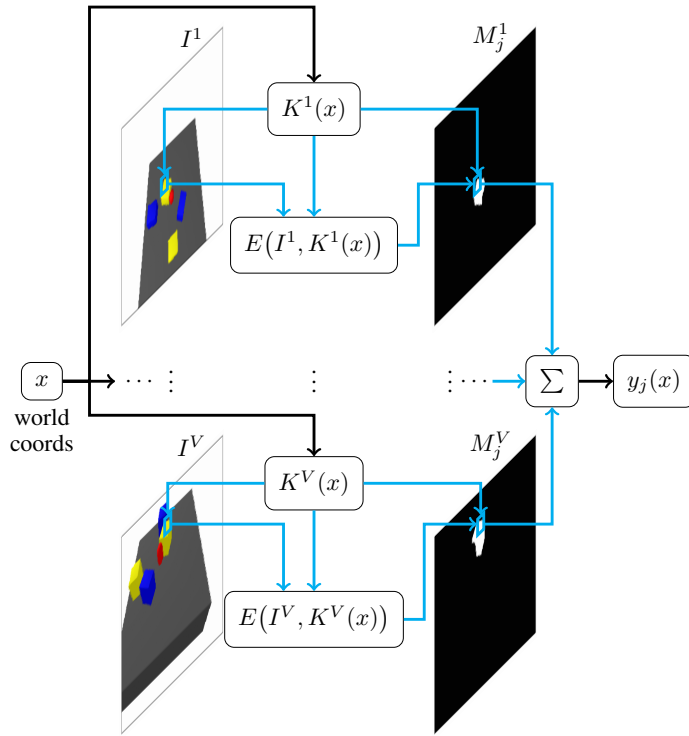 I^1
M_j^1
K^1(x)
E(I^1, K^1(x))
x
··· ⋮ ⋮ ⋮ ···
∑
y_j(x)
world
coords
I^V
M_j^V
K^V(x)
E(I^V, K^V(x))